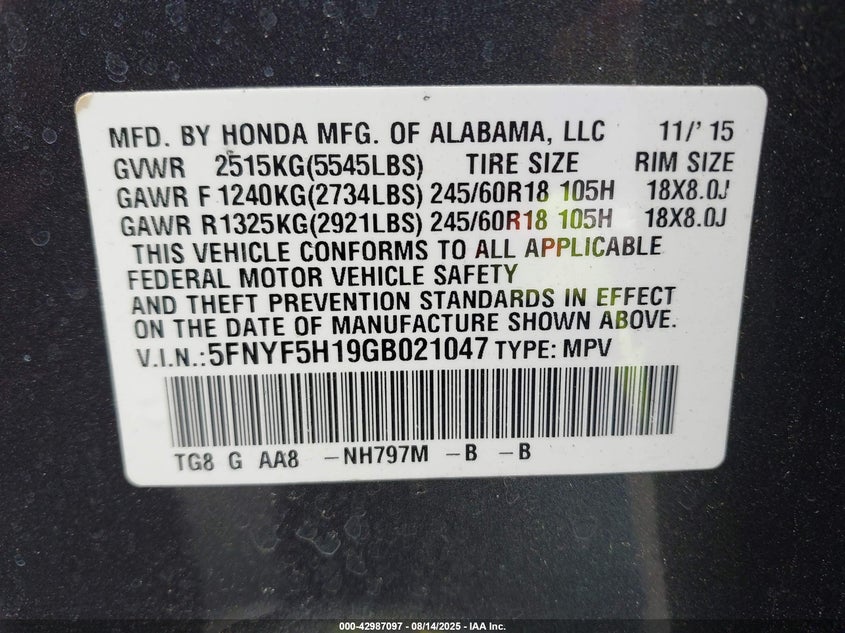 MFD. BY HONDA MFG. OF ALABAMA, LLC 11/' 15
GVWR 2515KG(5545LBS) TIRE SIZE RIM SIZE
GAWR F 1240KG(2734LBS) 245/60R18 105H 18X8.0J
GAWR R1325KG(2921LBS) 245/60R18 105H 18X8.0J
THIS VEHICLE CONFORMS TO ALL APPLICABLE
FEDERAL MOTOR VEHICLE SAFETY
AND THEFT PREVENTION STANDARDS IN EFFECT
ON THE DATE OF MANUFACTURE SHOWN ABOVE.
V.I.N.:5FNYF5H19GB021047 TYPE: MPV
TG8 G AA8 -NH797M -B -B
000-42987097 - 08/14/2025 - IAA Inc.